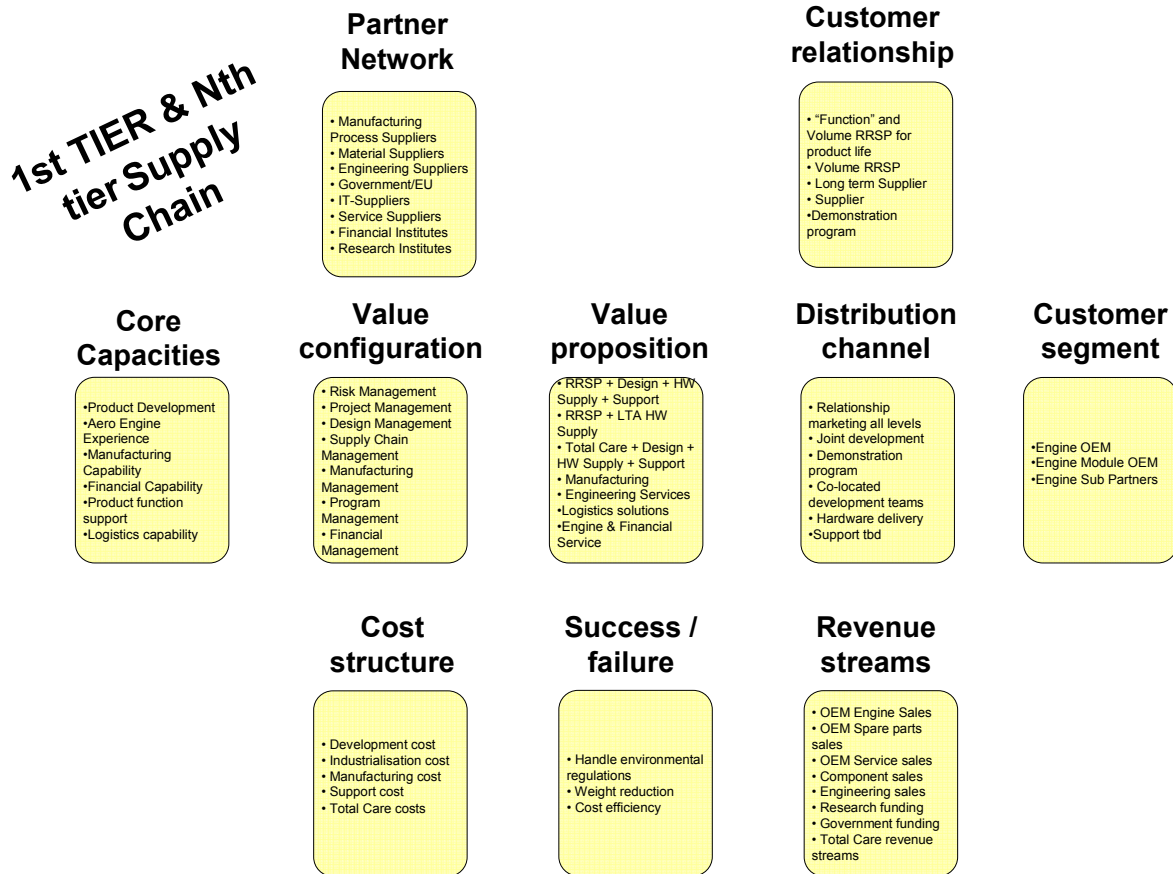 1st TIER & Nth
tier Supply
Chain
Partner
Network
• Manufacturing
Process Suppliers
• Material Suppliers
• Engineering Suppliers
• Government/EU
• IT-Suppliers
• Service Suppliers
• Financial Institutes
• Research Institutes
Customer
relationship
• “Function” and
Volume RRSP for
product life
• Volume RRSP
• Long term Supplier
• Supplier
•Demonstration
program
Core
Capacities
•Product Development
•Aero Engine
Experience
•Manufacturing
Capability
•Financial Capability
•Product function
support
•Logistics capability
Value
configuration
• Risk Management
• Project Management
• Design Management
• Supply Chain
Management
• Manufacturing
Management
• Program
Management
• Financial
Management
Value
proposition
• RRSP + Design + HW
Supply + Support
• RRSP + LTA HW
Supply
• Total Care + Design +
HW Supply + Support
• Manufacturing
• Engineering Services
•Logistics solutions
•Engine & Financial
Service
Distribution
channel
• Relationship
marketing all levels
• Joint development
• Demonstration
program
• Co-located
development teams
• Hardware delivery
•Support tbd
Customer
segment
•Engine OEM
•Engine Module OEM
•Engine Sub Partners
Cost
structure
• Development cost
• Industrialisation cost
• Manufacturing cost
• Support cost
• Total Care costs
Success /
failure
• Handle environmental
regulations
• Weight reduction
• Cost efficiency
Revenue
streams
• OEM Engine Sales
• OEM Spare parts
sales
• OEM Service sales
• Component sales
• Engineering sales
• Research funding
• Government funding
• Total Care revenue
streams